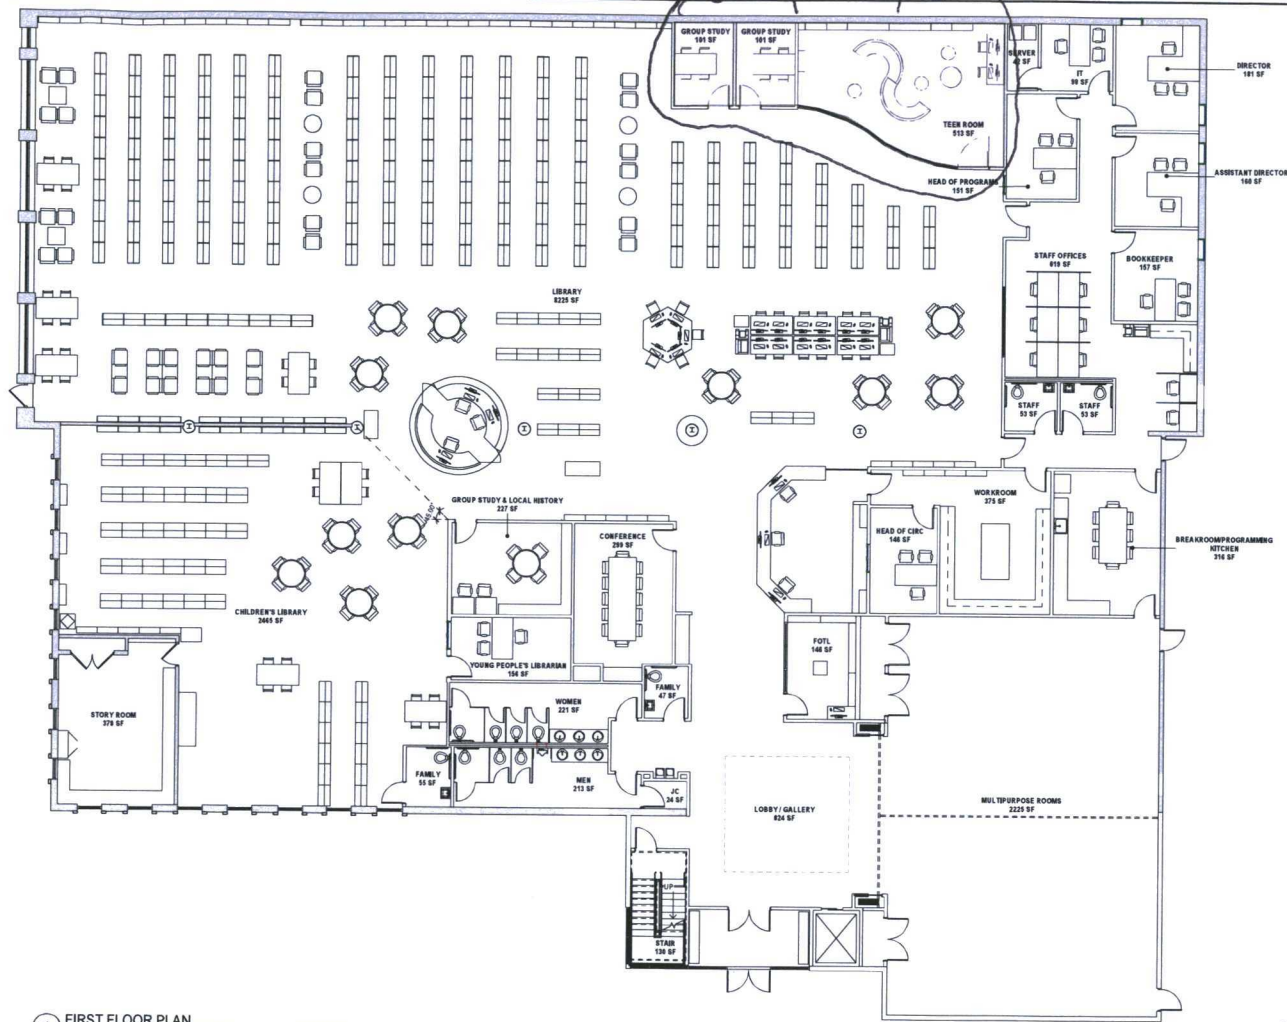 GROUP STUDY
101 SF
GROUP STUDY
101 SF
SERVER
42 SF
IT
90 SF
DIRECTOR
181 SF
TEEN ROOM
513 SF
ASSISTANT DIRECTOR
160 SF
HEAD OF PROGRAMS
151 SF
STAFF OFFICES
819 SF
BOOKKEEPER
157 SF
LIBRARY
8225 SF
STAFF
53 SF
STAFF
53 SF
GROUP STUDY & LOCAL HISTORY
227 SF
WORKROOM
375 SF
CONFERENCE
299 SF
HEAD OF CIRC
146 SF
BREAKROOM/PROGRAMMING
KITCHEN
316 SF
CHILDREN'S LIBRARY
2465 SF
FOTL
146 SF
YOUNG PEOPLE'S LIBRARIAN
154 SF
FAMILY
47 SF
STORY ROOM
379 SF
WOMEN
221 SF
FAMILY
55 SF
MEN
213 SF
JC
24 SF
LOBBY / GALLERY
824 SF
MULTIPURPOSE ROOMS
2225 SF
UP
STAIR
130 SF
FIRST FLOOR PLAN